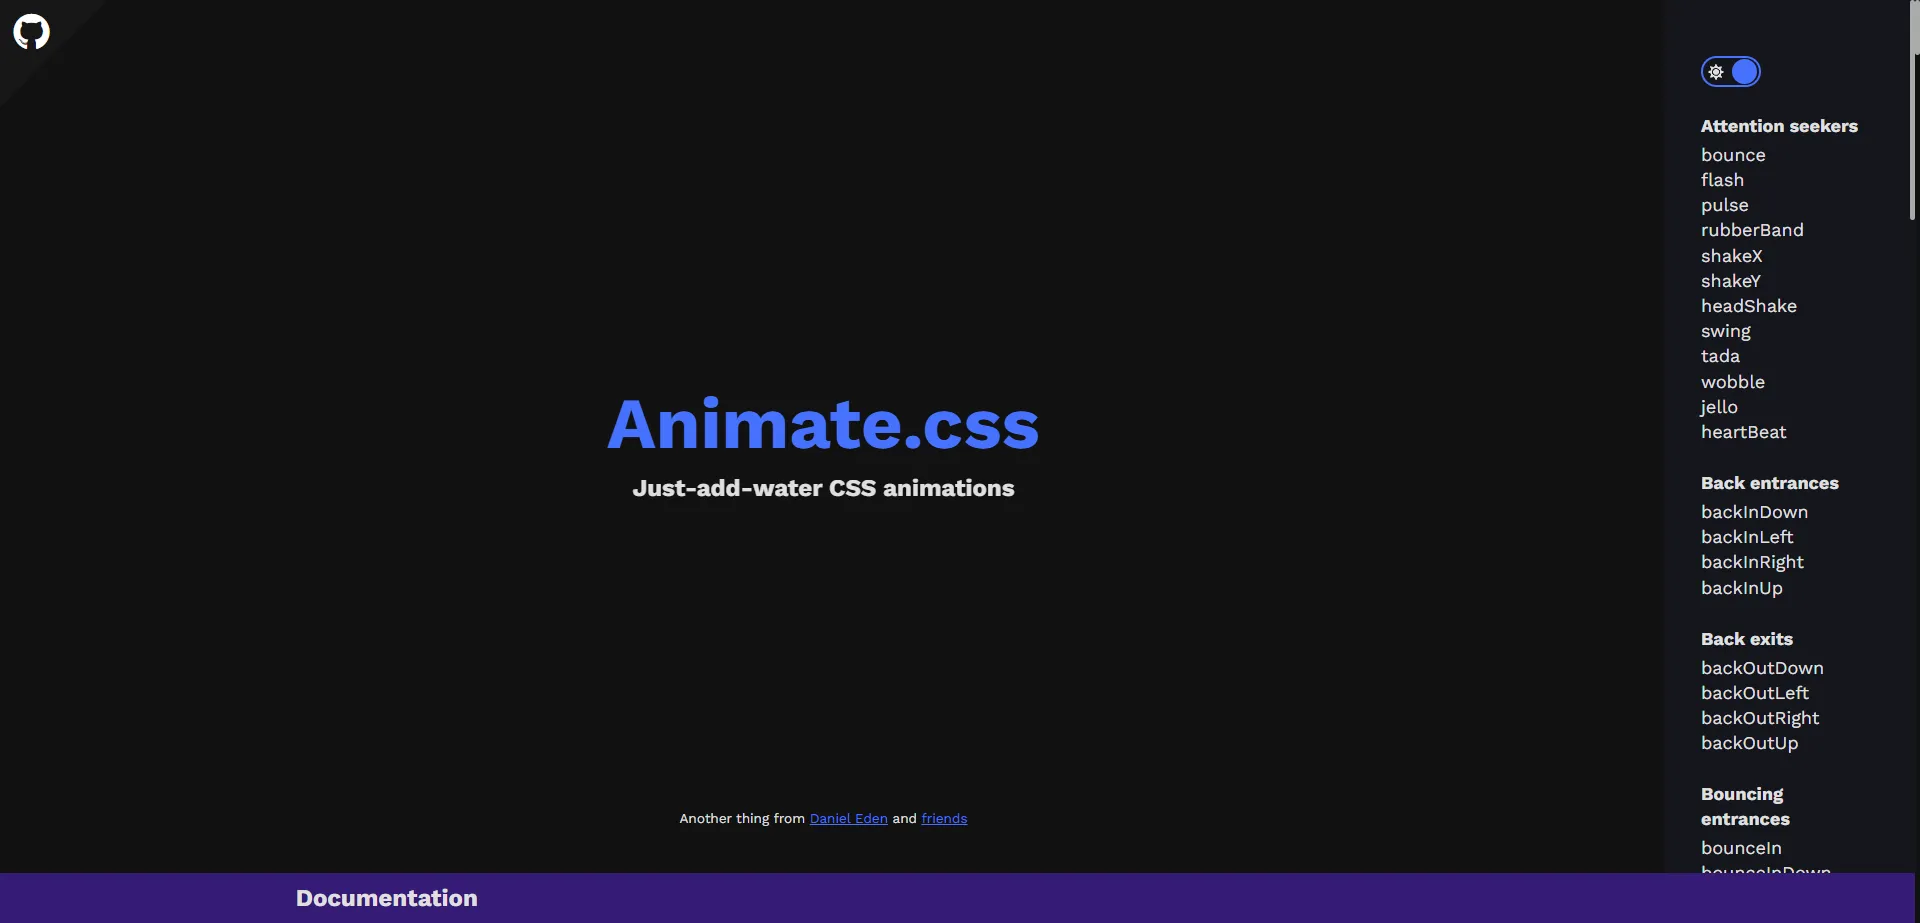 Animate.css
Just-add-water CSS animations
Another thing from Daniel Eden and friends
Attention seekers
bounce
flash
pulse
rubberBand
shakeX
shakeY
headShake
swing
tada
wobble
jello
heartBeat
Back entrances
backInDown
backInLeft
backInRight
backInUp
Back exits
backOutDown
backOutLeft
backOutRight
backOutUp
Bouncing
entrances
bounceIn
bounceInDown
Documentation